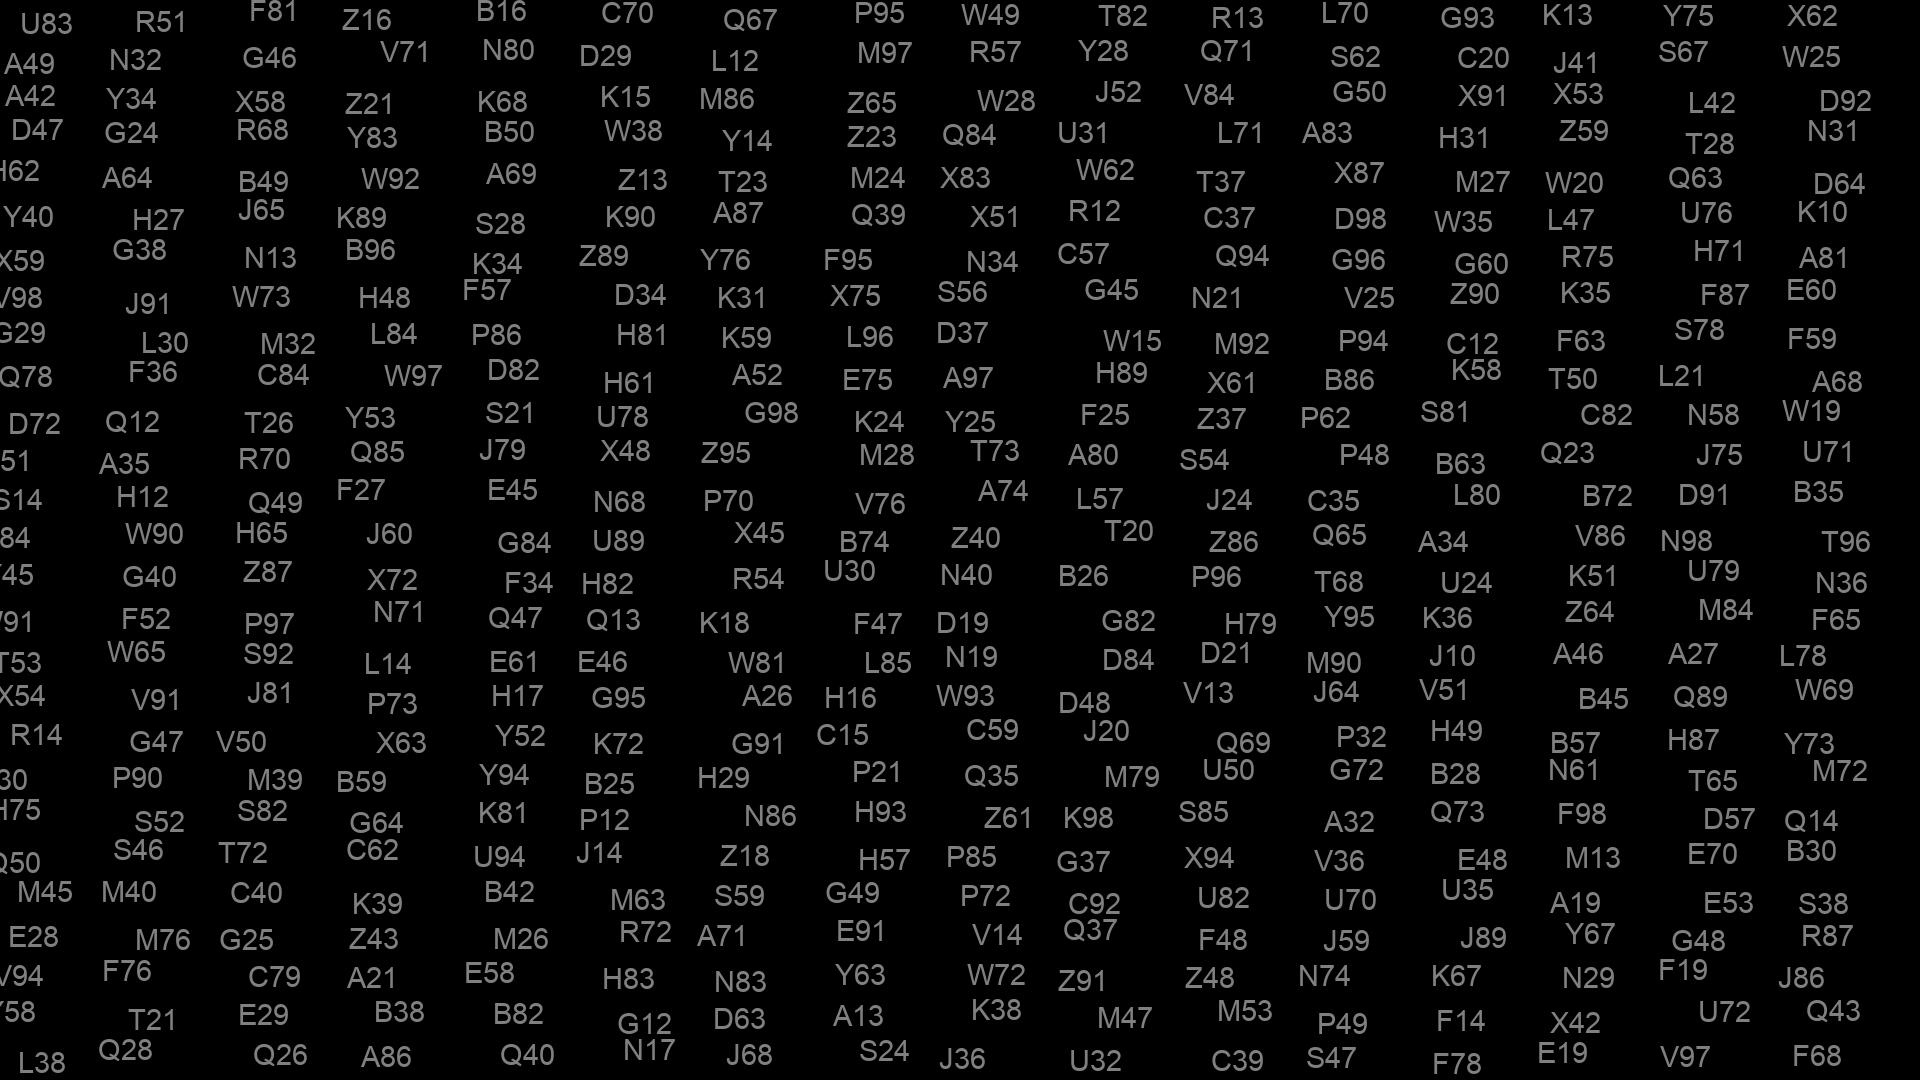 U83 R51 F81 Z16 B16 C70 Q67 P95 W49 T82 R13 L70 G93 K13 Y75 X62
A49 N32 G46 V71 N80 D29 L12 M97 R57 Y28 Q71 S62 C20 J41 S67 W25
A42 Y34 X58 Z21 K68 K15 M86 Z65 W28 J52 V84 G50 X91 X53 L42 D92
D47 G24 R68 Y83 B50 W38 Y14 Z23 Q84 U31 L71 A83 H31 Z59 T28 N31
H62 A64 B49 W92 A69 Z13 T23 M24 X83 W62 T37 X87 M27 W20 Q63 D64
Y40 H27 J65 K89 S28 K90 A87 Q39 X51 R12 C37 D98 W35 L47 U76 K10
X59 G38 N13 B96 K34 Z89 Y76 F95 N34 C57 Q94 G96 G60 R75 H71 A81
V98 J91 W73 H48 F57 D34 K31 X75 S56 G45 N21 V25 Z90 K35 F87 E60
G29 L30 M32 L84 P86 H81 K59 L96 D37 W15 M92 P94 C12 F63 S78 F59
Q78 F36 C84 W97 D82 H61 A52 E75 A97 H89 X61 B86 K58 T50 L21 A68
D72 Q12 T26 Y53 S21 U78 G98 K24 Y25 F25 Z37 P62 S81 C82 N58 W19
51 A35 R70 Q85 J79 X48 Z95 M28 T73 A80 S54 P48 B63 Q23 J75 U71
S14 H12 Q49 F27 E45 N68 P70 V76 A74 L57 J24 C35 L80 B72 D91 B35
84 W90 H65 J60 G84 U89 X45 B74 Z40 T20 Z86 Q65 A34 V86 N98 T96
45 G40 Z87 X72 F34 H82 R54 U30 N40 B26 P96 T68 U24 K51 U79 N36
91 F52 P97 N71 Q47 Q13 K18 F47 D19 G82 H79 Y95 K36 Z64 M84 F65
T53 W65 S92 L14 E61 E46 W81 L85 N19 D84 D21 M90 J10 A46 A27 L78
X54 V91 J81 P73 H17 G95 A26 H16 W93 D48 V13 J64 V51 B45 Q89 W69
R14 G47 V50 X63 Y52 K72 G91 C15 C59 J20 Q69 P32 H49 B57 H87 Y73
30 P90 M39 B59 Y94 B25 H29 P21 Q35 M79 U50 G72 B28 N61 T65 M72
H75 S52 S82 G64 K81 P12 N86 H93 Z61 K98 S85 A32 Q73 F98 D57 Q14
Q50 S46 T72 C62 U94 J14 Z18 H57 P85 G37 X94 V36 E48 M13 E70 B30
M45 M40 C40 K39 B42 M63 S59 G49 P72 C92 U82 U70 U35 A19 E53 S38
E28 M76 G25 Z43 M26 R72 A71 E91 V14 Q37 F48 J59 J89 Y67 G48 R87
V94 F76 C79 A21 E58 H83 N83 Y63 W72 Z91 Z48 N74 K67 N29 F19 J86
58 T21 E29 B38 B82 G12 D63 A13 K38 M47 M53 P49 F14 X42 U72 Q43
L38 Q28 Q26 A86 Q40 N17 J68 S24 J36 U32 C39 S47 F78 E19 V97 F68